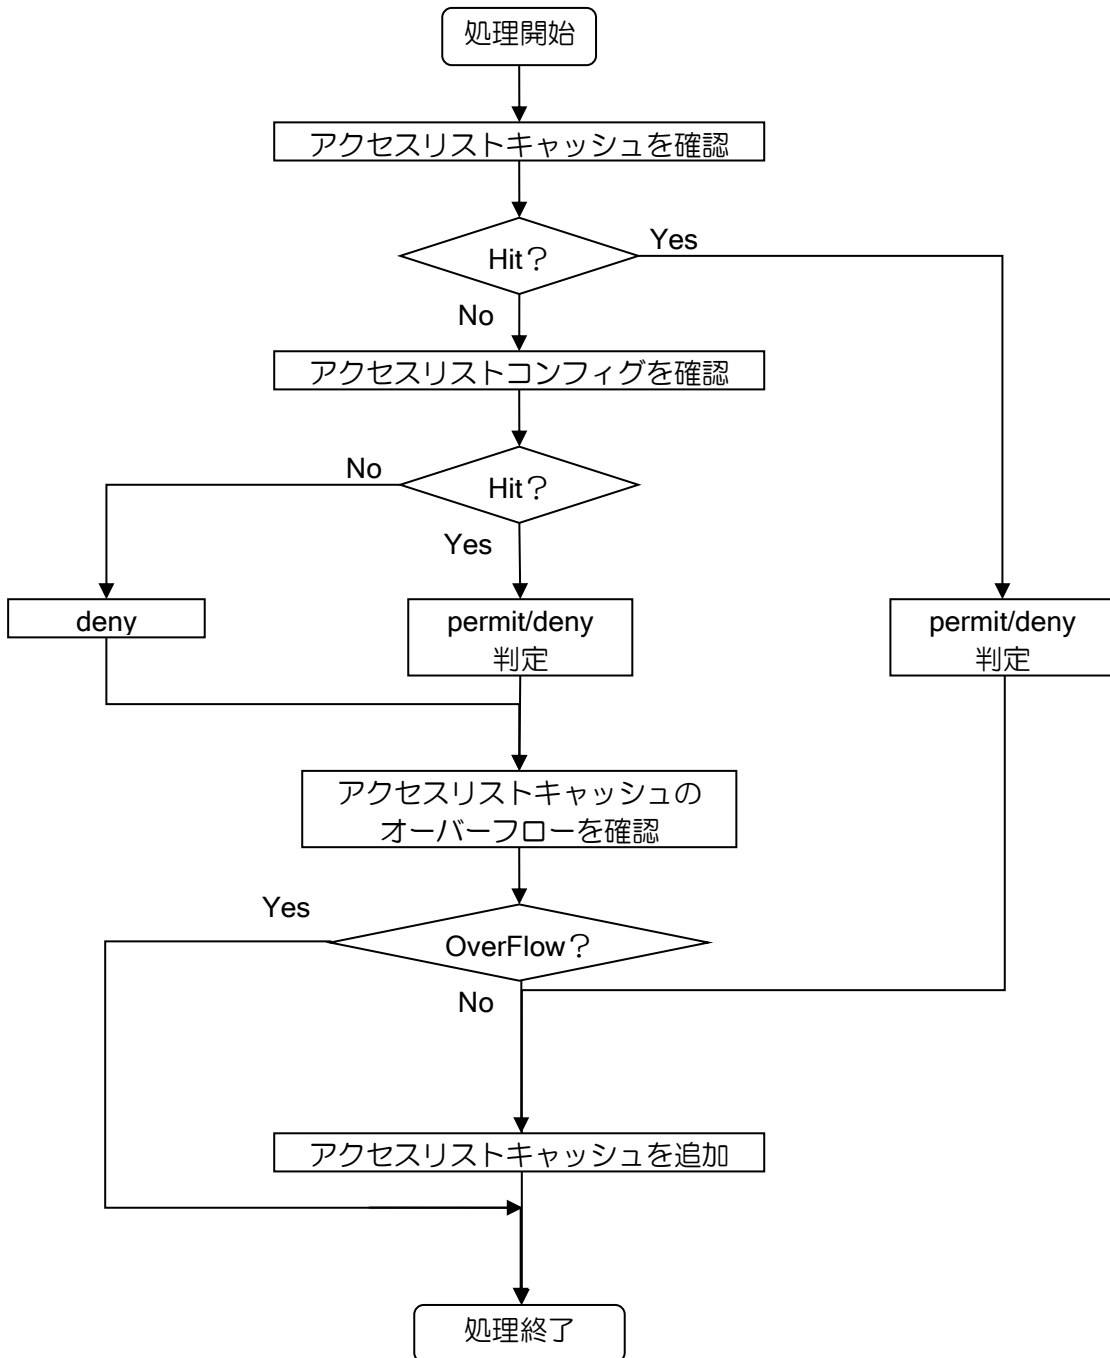 処理開始
アクセスリストキャッシュを確認
Hit？
Yes
No
アクセスリストコンフィグを確認
No
Hit？
Yes
deny
permit/deny
判定
permit/deny
判定
アクセスリストキャッシュの
オーバーフローを確認
Yes
OverFlow？
No
アクセスリストキャッシュを追加
処理終了